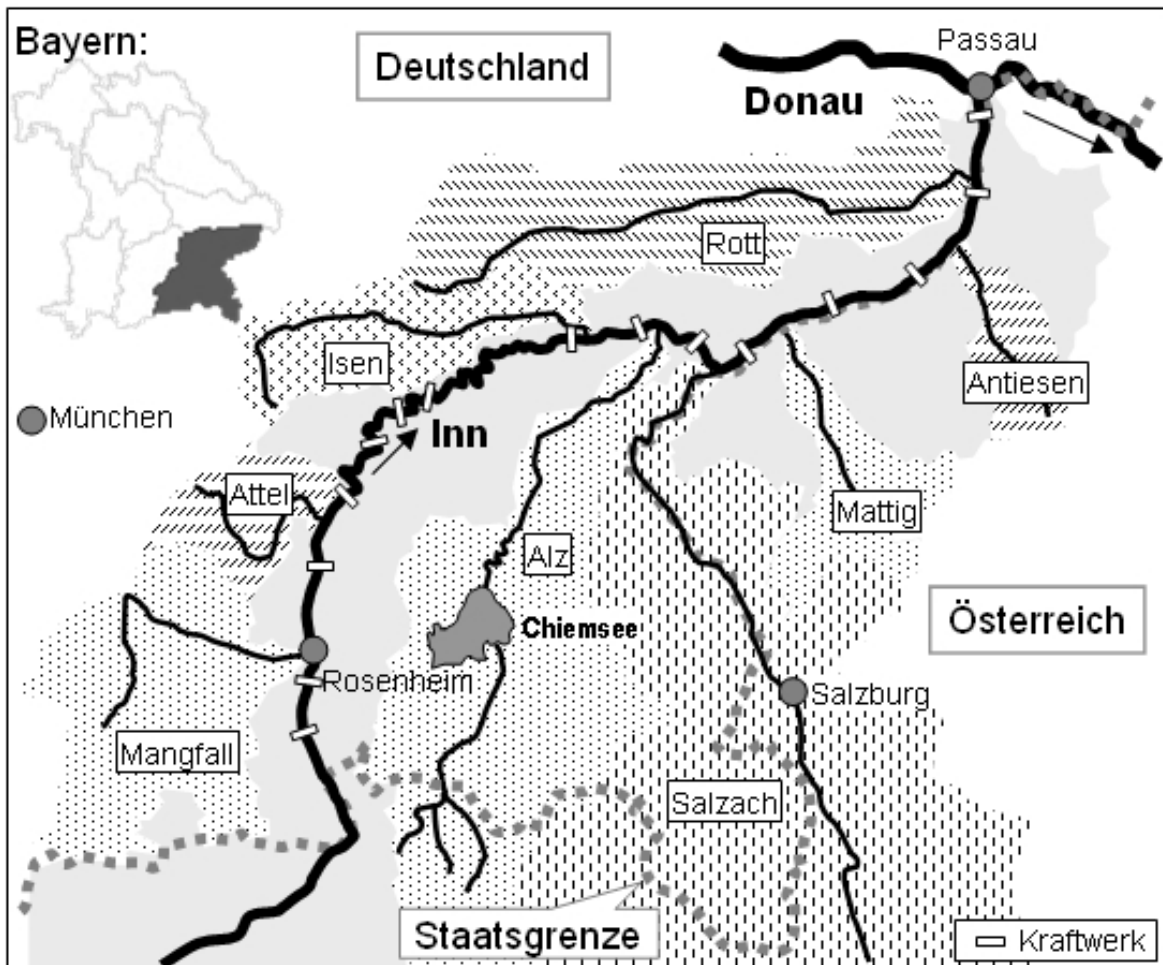 Bayern:
Deutschland
Passau
Donau
Rott
Isen
Antiesen
München
Inn
Attel
Mattig
Alz
Chiemsee
Österreich
Rosenheim
Salzburg
Mangfall
Salzach
Staatsgrenze
Kraftwerk